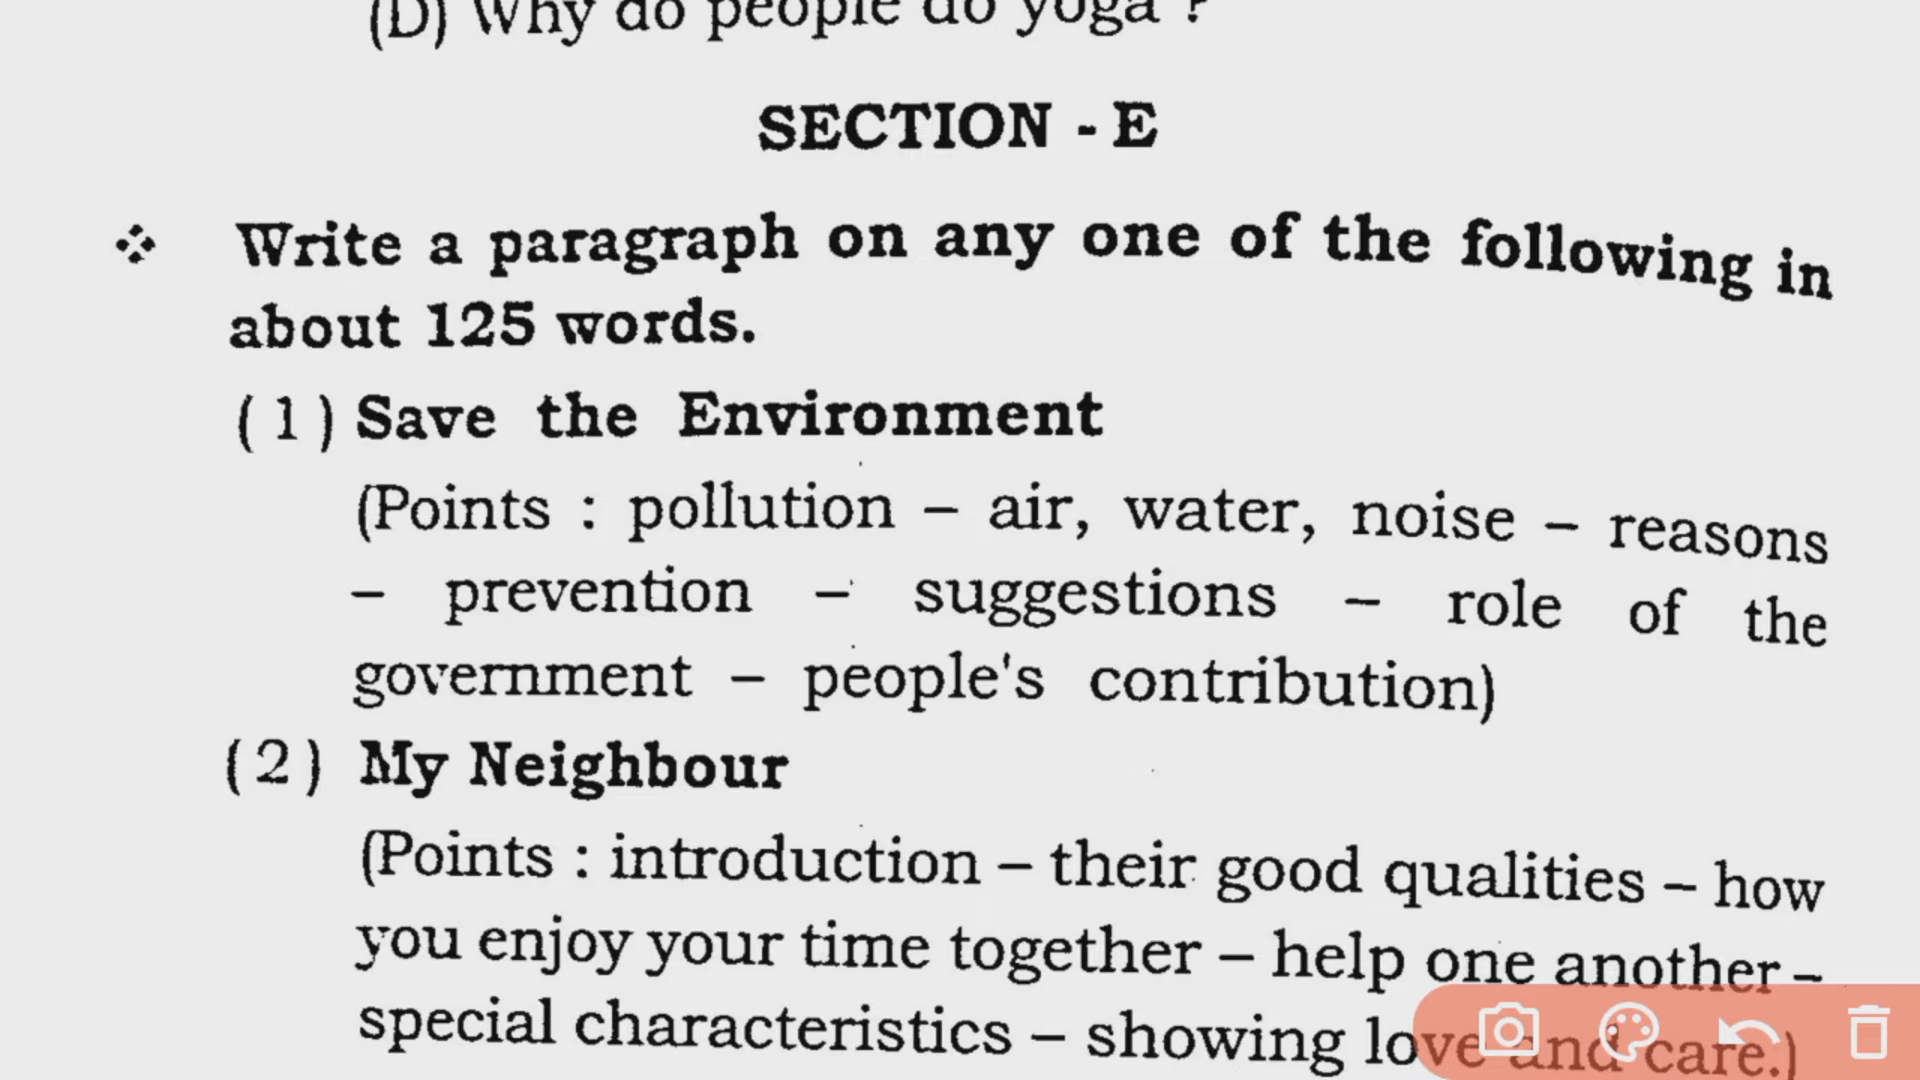 (D) Why do people do yoga ?
SECTION - E
❖ Write a paragraph on any one of the following in
about 125 words.
(1) Save the Environment
(Points : pollution – air, water, noise – reasons
– prevention – suggestions – role of the
government – people's contribution)
(2) My Neighbour
(Points : introduction – their good qualities – how
you enjoy your time together – help one another –
special characteristics – showing love and care.)